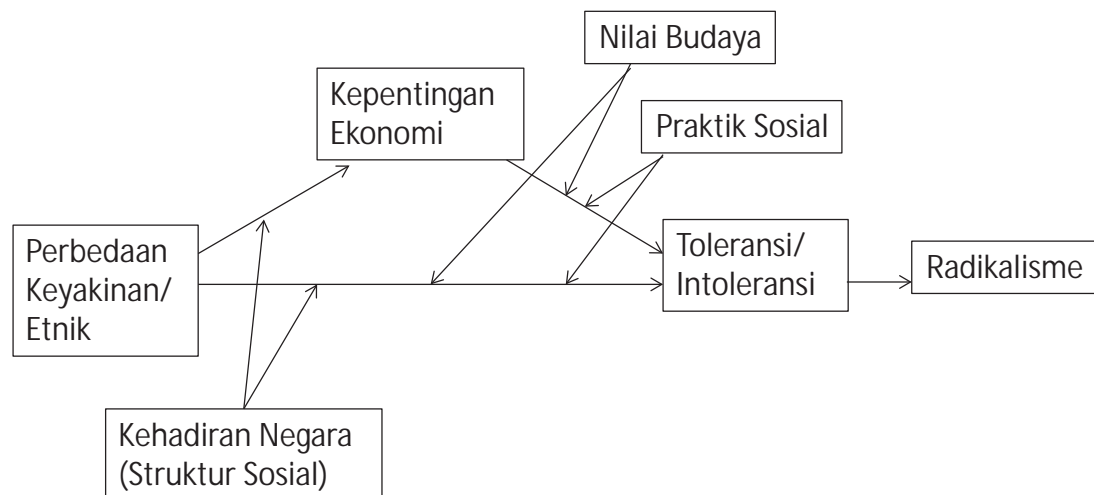 Nilai Budaya
Kepentingan
Ekonomi
Praktik Sosial
Perbedaan
Keyakinan/
Etnik
Toleransi/
Intoleransi
Radikalisme
Kehadiran Negara
(Struktur Sosial)